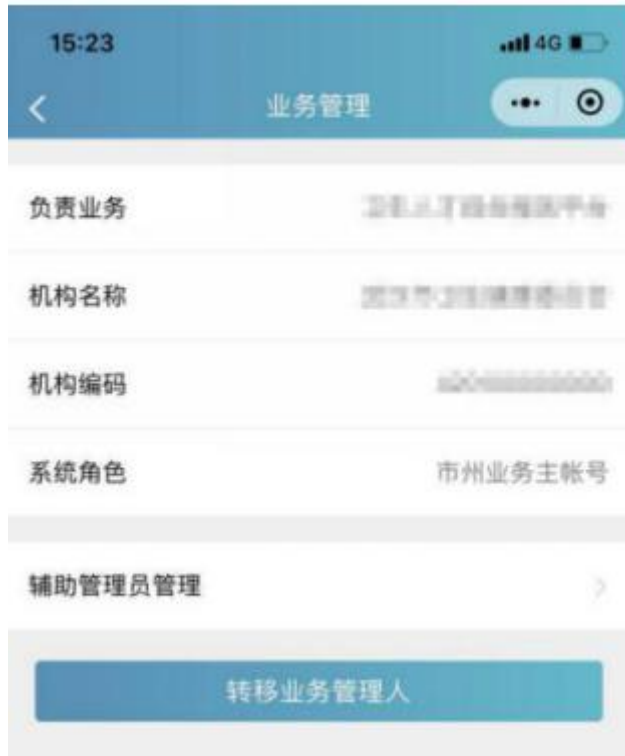 15:23
4G
业务管理
负责业务
机构名称
机构编码
系统角色 市州业务主帐号
辅助管理员管理
转移业务管理人